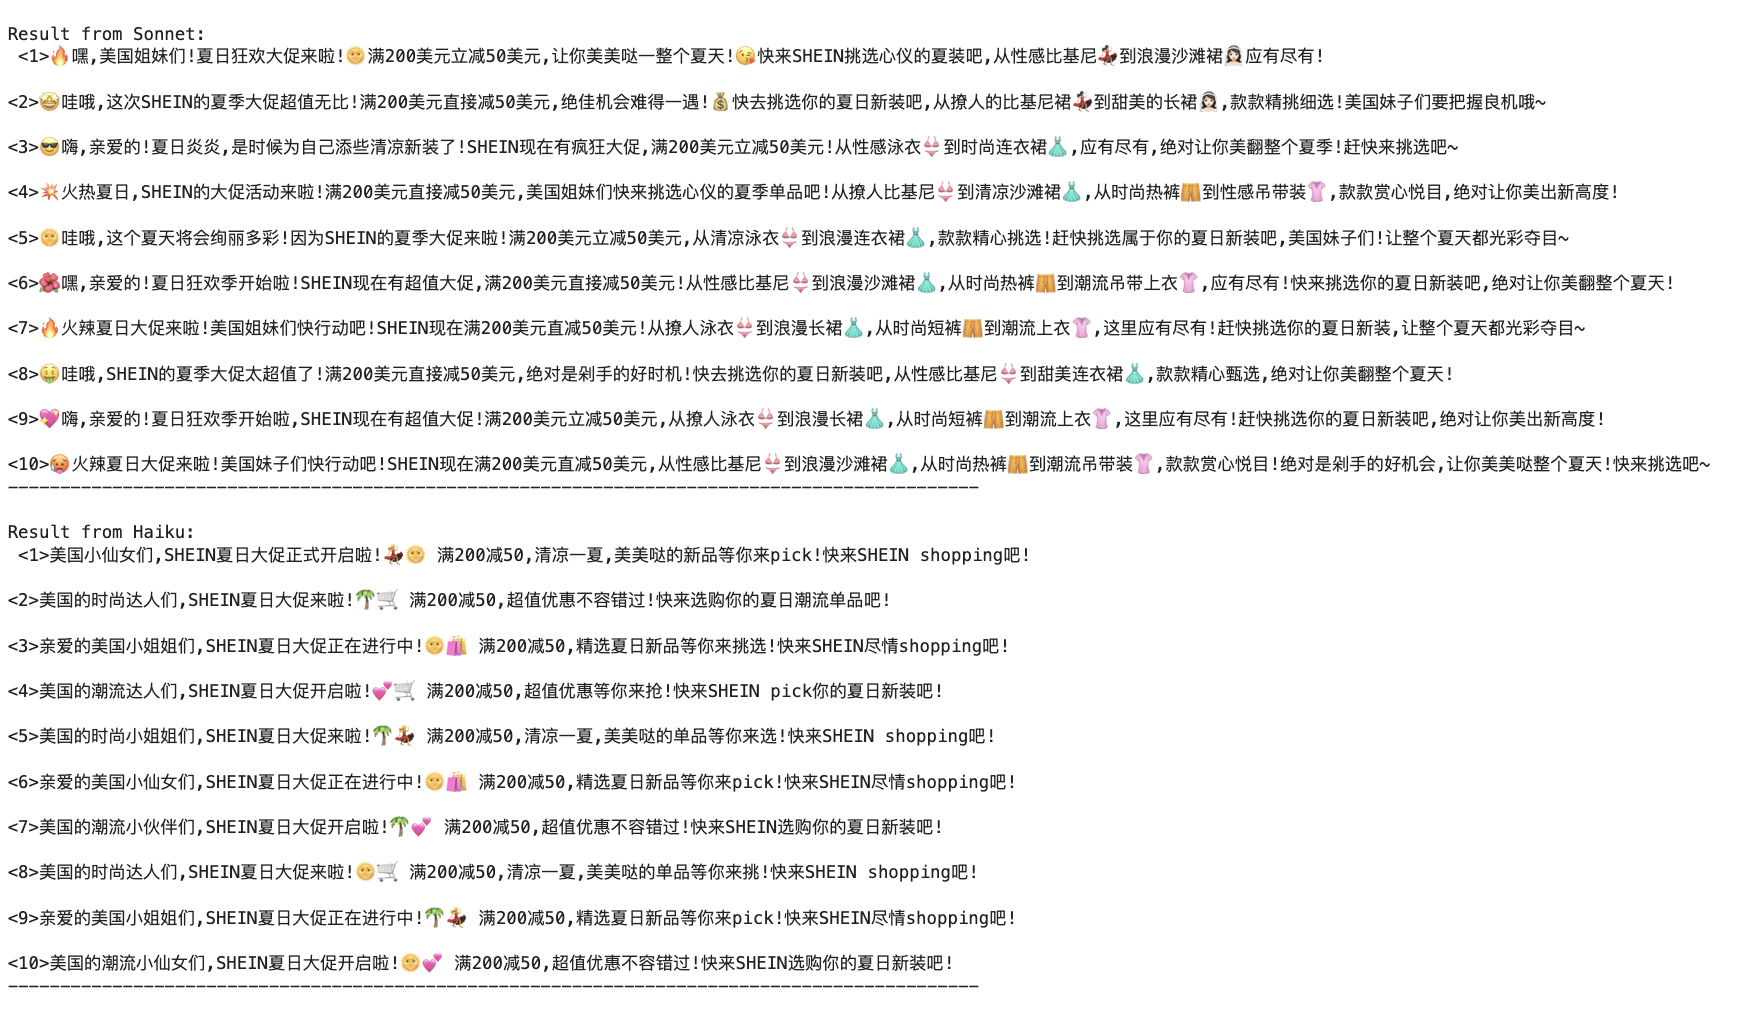 Result from Sonnet:
<1>🔥嘿,美国姐妹们!夏日狂欢大促来啦!🌞满200美元立减50美元,让你美美哒一整个夏天!😘快来SHEIN挑选心仪的夏装吧,从性感比基尼💃🏻到浪漫沙滩裙👰🏻应有尽有!
<2>🤩哇哦,这次SHEIN的夏季大促超值无比!满200美元直接减50美元,绝佳机会难得一遇!💰快去挑选你的夏日新装吧,从撩人的比基尼裙💃🏻到甜美的长裙👰🏻,款款精挑细选!美国妹子们要把握良机哦~
<3>😎嗨,亲爱的!夏日炎炎,是时候为自己添些清凉新装了!SHEIN现在有疯狂大促,满200美元立减50美元!从性感泳衣👙到时尚连衣裙👗,应有尽有,绝对让你美翻整个夏季!赶快来挑选吧~
<4>💥火热夏日,SHEIN的大促活动来啦!满200美元直接减50美元,美国姐妹们快来挑选心仪的夏季单品吧!从撩人比基尼👙到清凉沙滩裙👗,从时尚热裤🩳到性感吊带装👚,款款赏心悦目,绝对让你美出新高度!
<5>🌞哇哦,这个夏天将会绚丽多彩!因为SHEIN的夏季大促来啦!满200美元立减50美元,从清凉泳衣👙到浪漫连衣裙👗,款款精心挑选!赶快挑选属于你的夏日新装吧,美国妹子们!让整个夏天都光彩夺目~
<6>🌺嘿,亲爱的!夏日狂欢季开始啦!SHEIN现在有超值大促,满200美元直接减50美元!从性感比基尼👙到浪漫沙滩裙👗,从时尚热裤🩳到潮流吊带上衣👚,应有尽有!快来挑选你的夏日新装吧,绝对让你美翻整个夏天!
<7>🔥火辣夏日大促来啦!美国姐妹们快行动吧!SHEIN现在满200美元直减50美元!从撩人泳衣👙到浪漫长裙👗,从时尚短裤🩳到潮流上衣👚,这里应有尽有!赶快挑选你的夏日新装,让整个夏天都光彩夺目~
<8>🤑哇哦,SHEIN的夏季大促太超值了!满200美元直接减50美元,绝对是剁手的好时机!快去挑选你的夏日新装吧,从性感比基尼👙到甜美连衣裙👗,款款精心甄选,绝对让你美翻整个夏天!
<9>💖嗨,亲爱的!夏日狂欢季开始啦,SHEIN现在有超值大促!满200美元立减50美元,从撩人泳衣👙到浪漫长裙👗,从时尚短裤🩳到潮流上衣👚,这里应有尽有!赶快挑选你的夏日新装吧,绝对让你美出新高度!
<10>🥵火辣夏日大促来啦!美国妹子们快行动吧!SHEIN现在满200美元直减50美元,从性感比基尼👙到浪漫沙滩裙👗,从时尚热裤🩳到潮流吊带装👚,款款赏心悦目!绝对是剁手的好机会,让你美美哒整个夏天!快来挑选吧~
---------------------------------------------------------------------------------------------
Result from Haiku:
<1>美国小仙女们,SHEIN夏日大促正式开启啦!💃🌞 满200减50,清凉一夏,美美哒的新品等你来pick!快来SHEIN shopping吧!
<2>美国的时尚达人们,SHEIN夏日大促来啦!🌴🛒 满200减50,超值优惠不容错过!快来选购你的夏日潮流单品吧!
<3>亲爱的美国小姐姐们,SHEIN夏日大促正在进行中!🌞🛍️ 满200减50,精选夏日新品等你来挑选!快来SHEIN尽情shopping吧!
<4>美国的潮流达人们,SHEIN夏日大促开启啦!💕🛒 满200减50,超值优惠等你来抢!快来SHEIN pick你的夏日新装吧!
<5>美国的时尚小姐姐们,SHEIN夏日大促来啦!🌴💃 满200减50,清凉一夏,美美哒的单品等你来选!快来SHEIN shopping吧!
<6>亲爱的美国小仙女们,SHEIN夏日大促正在进行中!🌞🛍️ 满200减50,精选夏日新品等你来pick!快来SHEIN尽情shopping吧!
<7>美国的潮流小伙伴们,SHEIN夏日大促开启啦!🌴💕 满200减50,超值优惠不容错过!快来SHEIN选购你的夏日新装吧!
<8>美国的时尚达人们,SHEIN夏日大促来啦!🌞🛒 满200减50,清凉一夏,美美哒的单品等你来挑!快来SHEIN shopping吧!
<9>亲爱的美国小姐姐们,SHEIN夏日大促正在进行中!🌴💃 满200减50,精选夏日新品等你来pick!快来SHEIN尽情shopping吧!
<10>美国的潮流小仙女们,SHEIN夏日大促开启啦!🌞💕 满200减50,超值优惠不容错过!快来SHEIN选购你的夏日新装吧!
---------------------------------------------------------------------------------------------